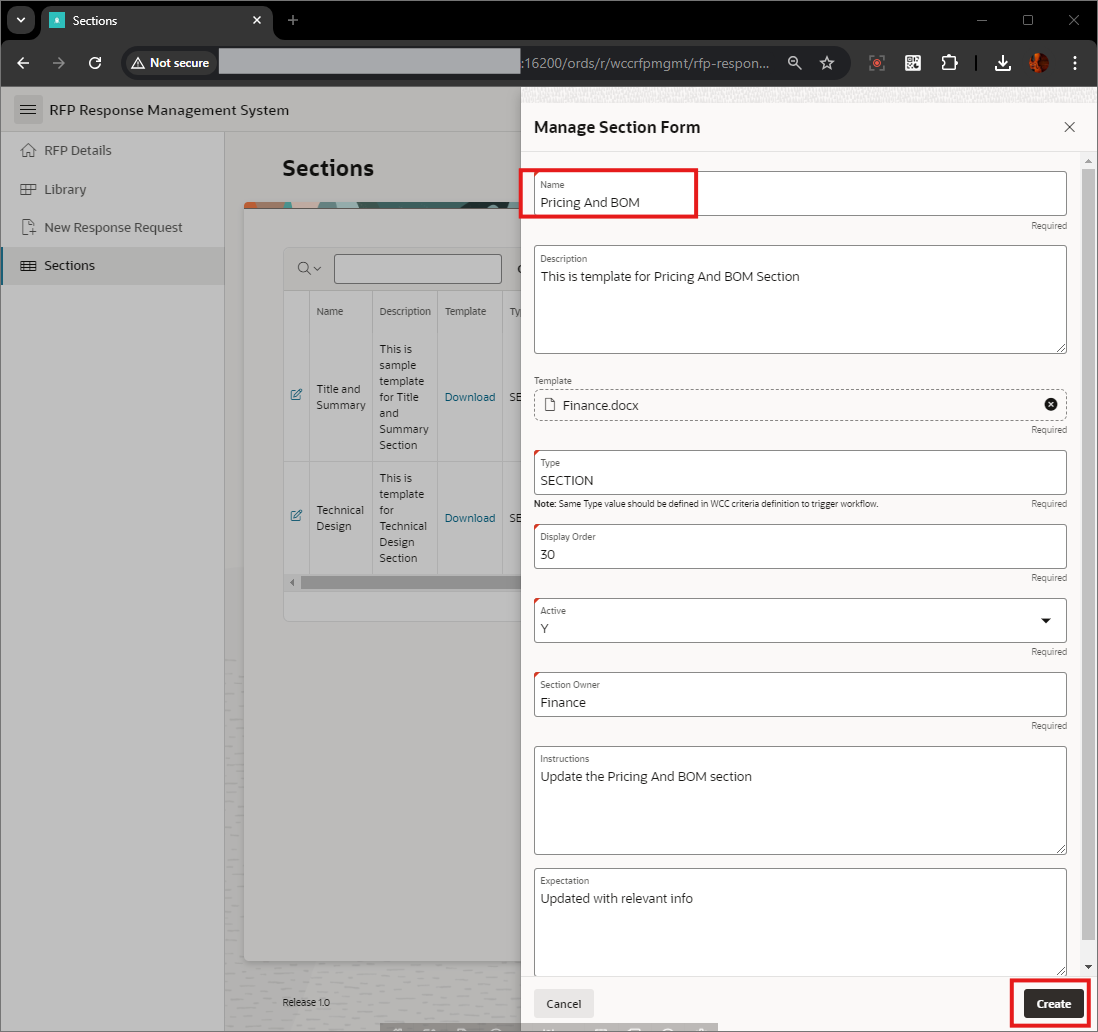 Sections
Not secure
:16200/ords/r/wccrfpmgmt/rfp-respon...
RFP Response Management System
RFP Details
Library
New Response Request
Sections
Sections
Name
Description
Template
Title and
Summary
This is
sample
template
for Title
and
Summary
Section
Download
Technical
Design
This is
template
for
Technical
Design
Section
Download
Release 1.0
Manage Section Form
Name
Pricing And BOM
Required
Description
This is template for Pricing And BOM Section
Template
Finance.docx
Required
Type
SECTION
Note: Same Type value should be defined in WCC criteria definition to trigger workflow.
Required
Display Order
30
Required
Active
Y
Required
Section Owner
Finance
Required
Instructions
Update the Pricing And BOM section
Expectation
Updated with relevant info
Cancel
Create